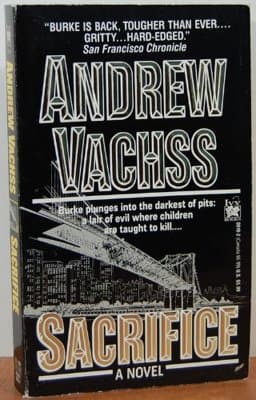 "BURKE IS BACK, TOUGHER THAN EVER....
GRITTY...HARD-EDGED."
San Francisco Chronicle
ANDREW
VACHSS
Burke plunges into the darkest of pits:
a lair of evil where children
are taught to kill....
SACRIFICE
A NOVEL
ANDREW VACHSS
SACRIFICE